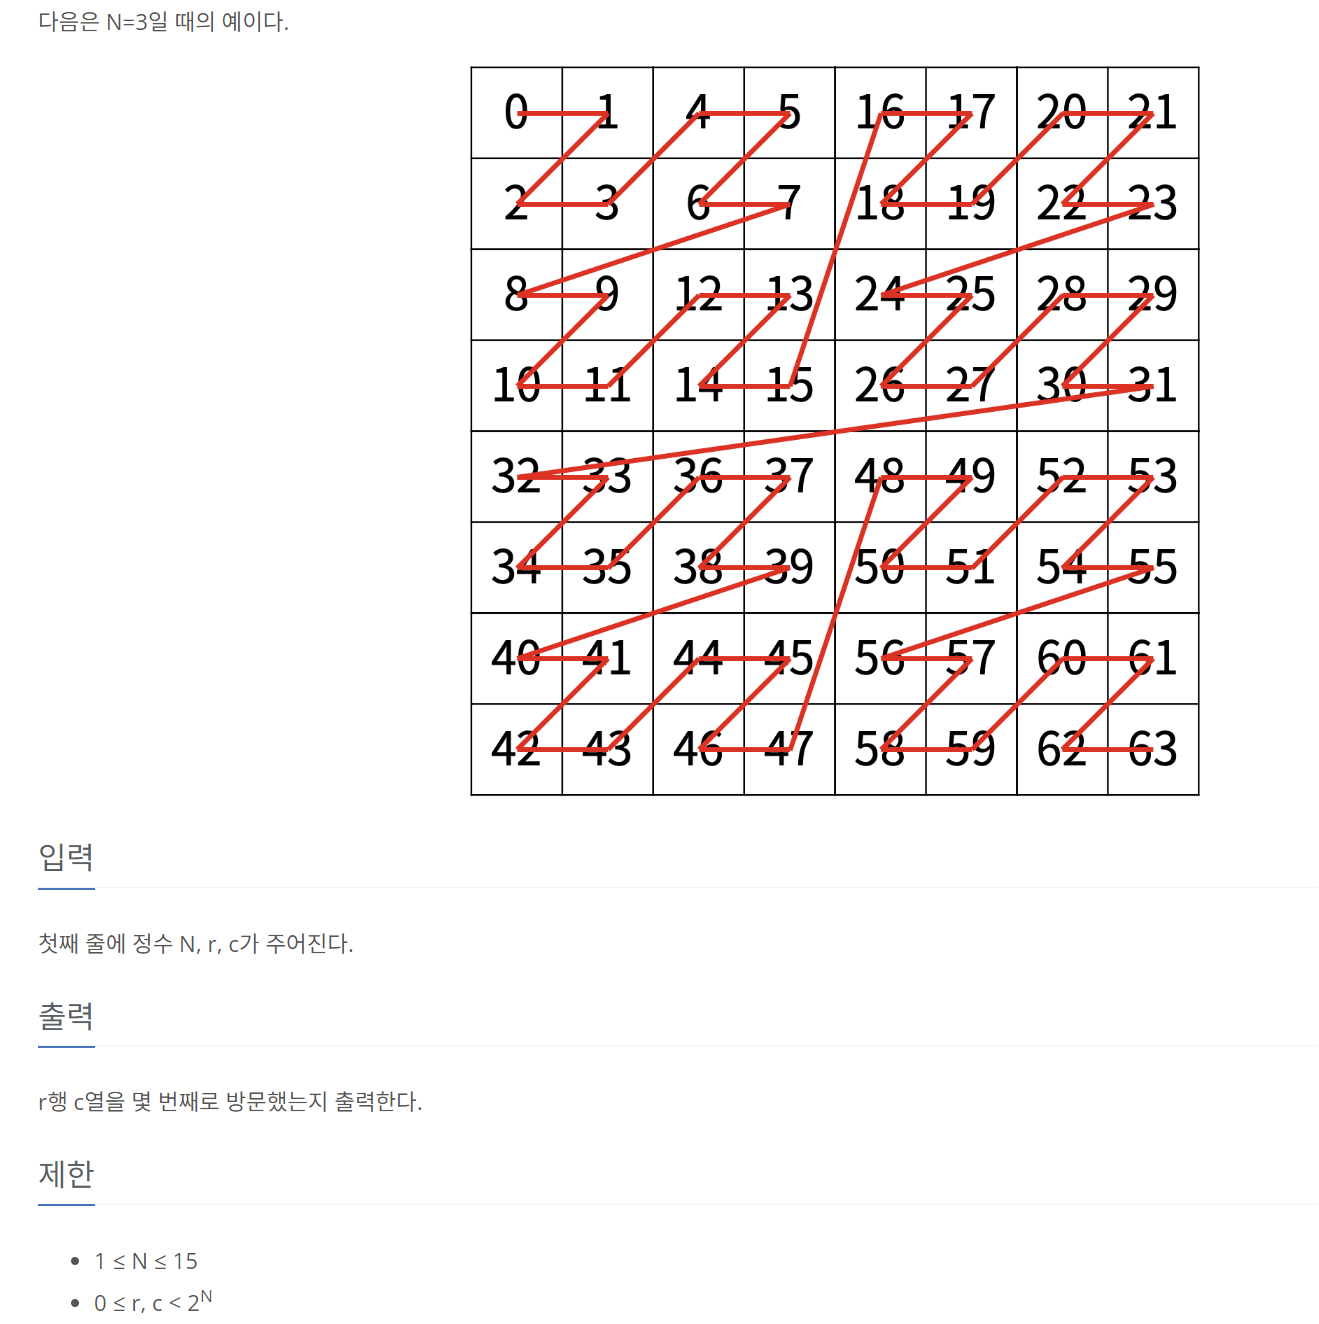 다음은 N=3일 때의 예이다.
0 1 4 5 16 17 20 21
2 3 6 7 18 19 22 23
8 9 12 13 24 25 28 29
10 11 14 15 26 27 30 31
32 33 36 37 48 49 52 53
34 35 38 39 50 51 54 55
40 41 44 45 56 57 60 61
42 43 46 47 58 59 62 63
입력
첫째 줄에 정수 N, r, c가 주어진다.
출력
r행 c열을 몇 번째로 방문했는지 출력한다.
제한
• 1 ≤ N ≤ 15
• 0 ≤ r, c < 2ᴺ